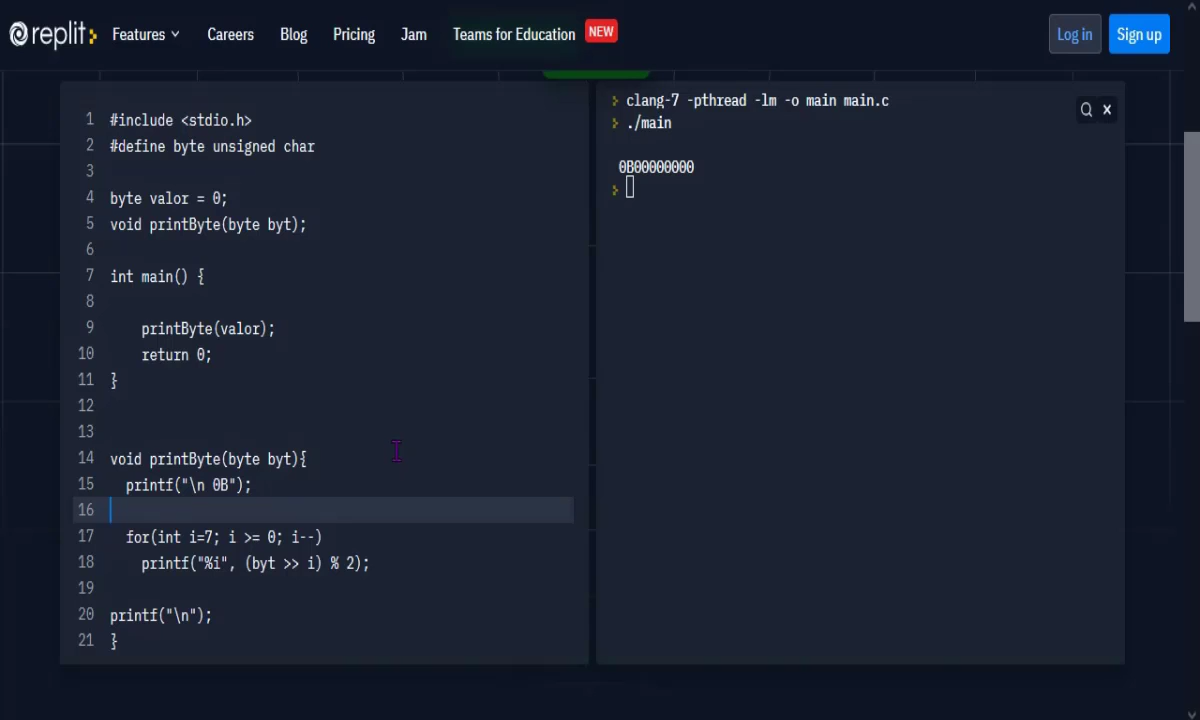 replit Features Careers Blog Pricing Jam Teams for Education NEW Log in Sign up
1 #include <stdio.h>
2 #define byte unsigned char
3
4 byte valor = 0;
5 void printByte(byte byt);
6
7 int main() {
8
9 printByte(valor);
10 return 0;
11 }
12
13
14 void printByte(byte byt){
15 printf("\n 0B");
16
17 for(int i=7; i >= 0; i--)
18 printf("%i", (byt >> i) % 2);
19
20 printf("\n");
21 }
clang-7 -pthread -lm -o main main.c
./main
0B00000000